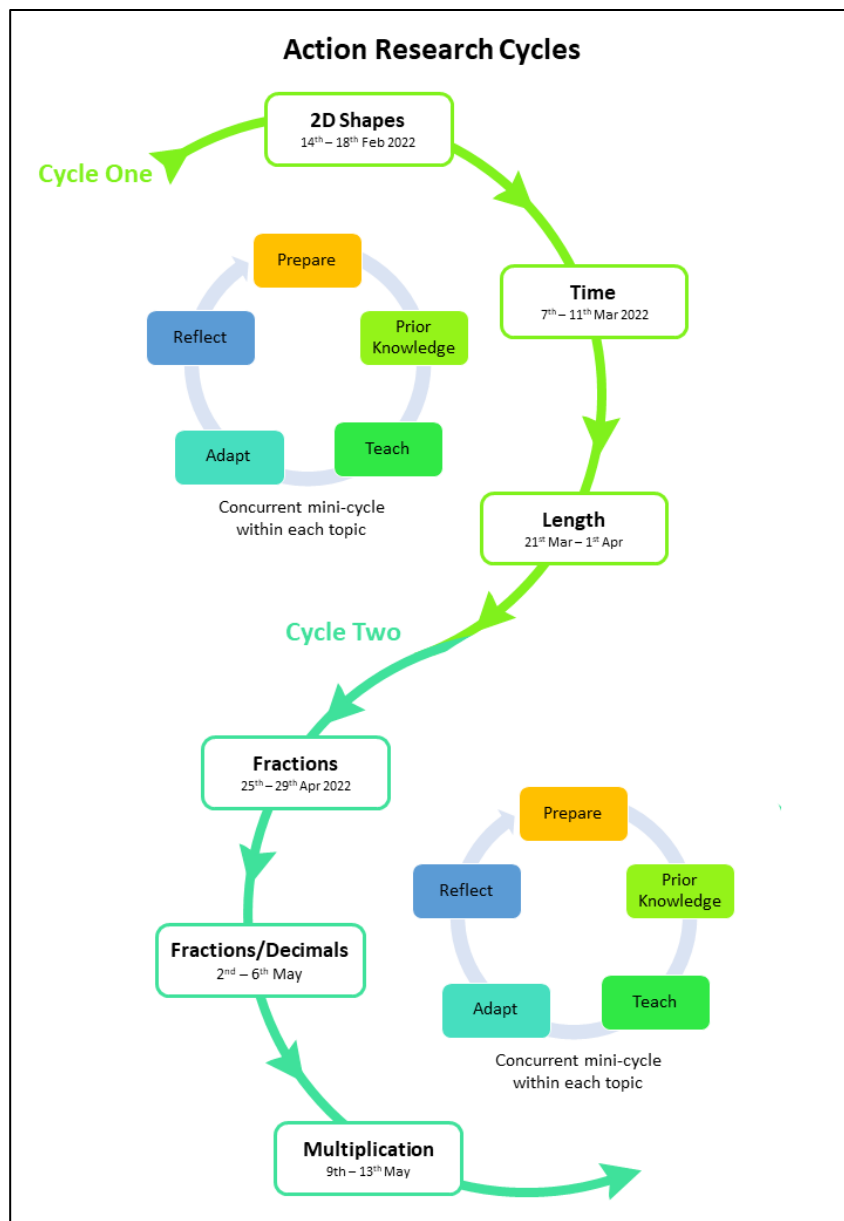 Action Research Cycles
2D Shapes
14th – 18th Feb 2022
Cycle One
Prepare
Time
7th – 11th Mar 2022
Reflect
Prior
Knowledge
Adapt
Teach
Concurrent mini-cycle
within each topic
Length
21st Mar – 1st Apr
Cycle Two
Fractions
25th – 29th Apr 2022
Prepare
Reflect
Prior
Knowledge
Fractions/Decimals
2nd – 6th May
Adapt
Teach
Concurrent mini-cycle
within each topic
Multiplication
9th – 13th May